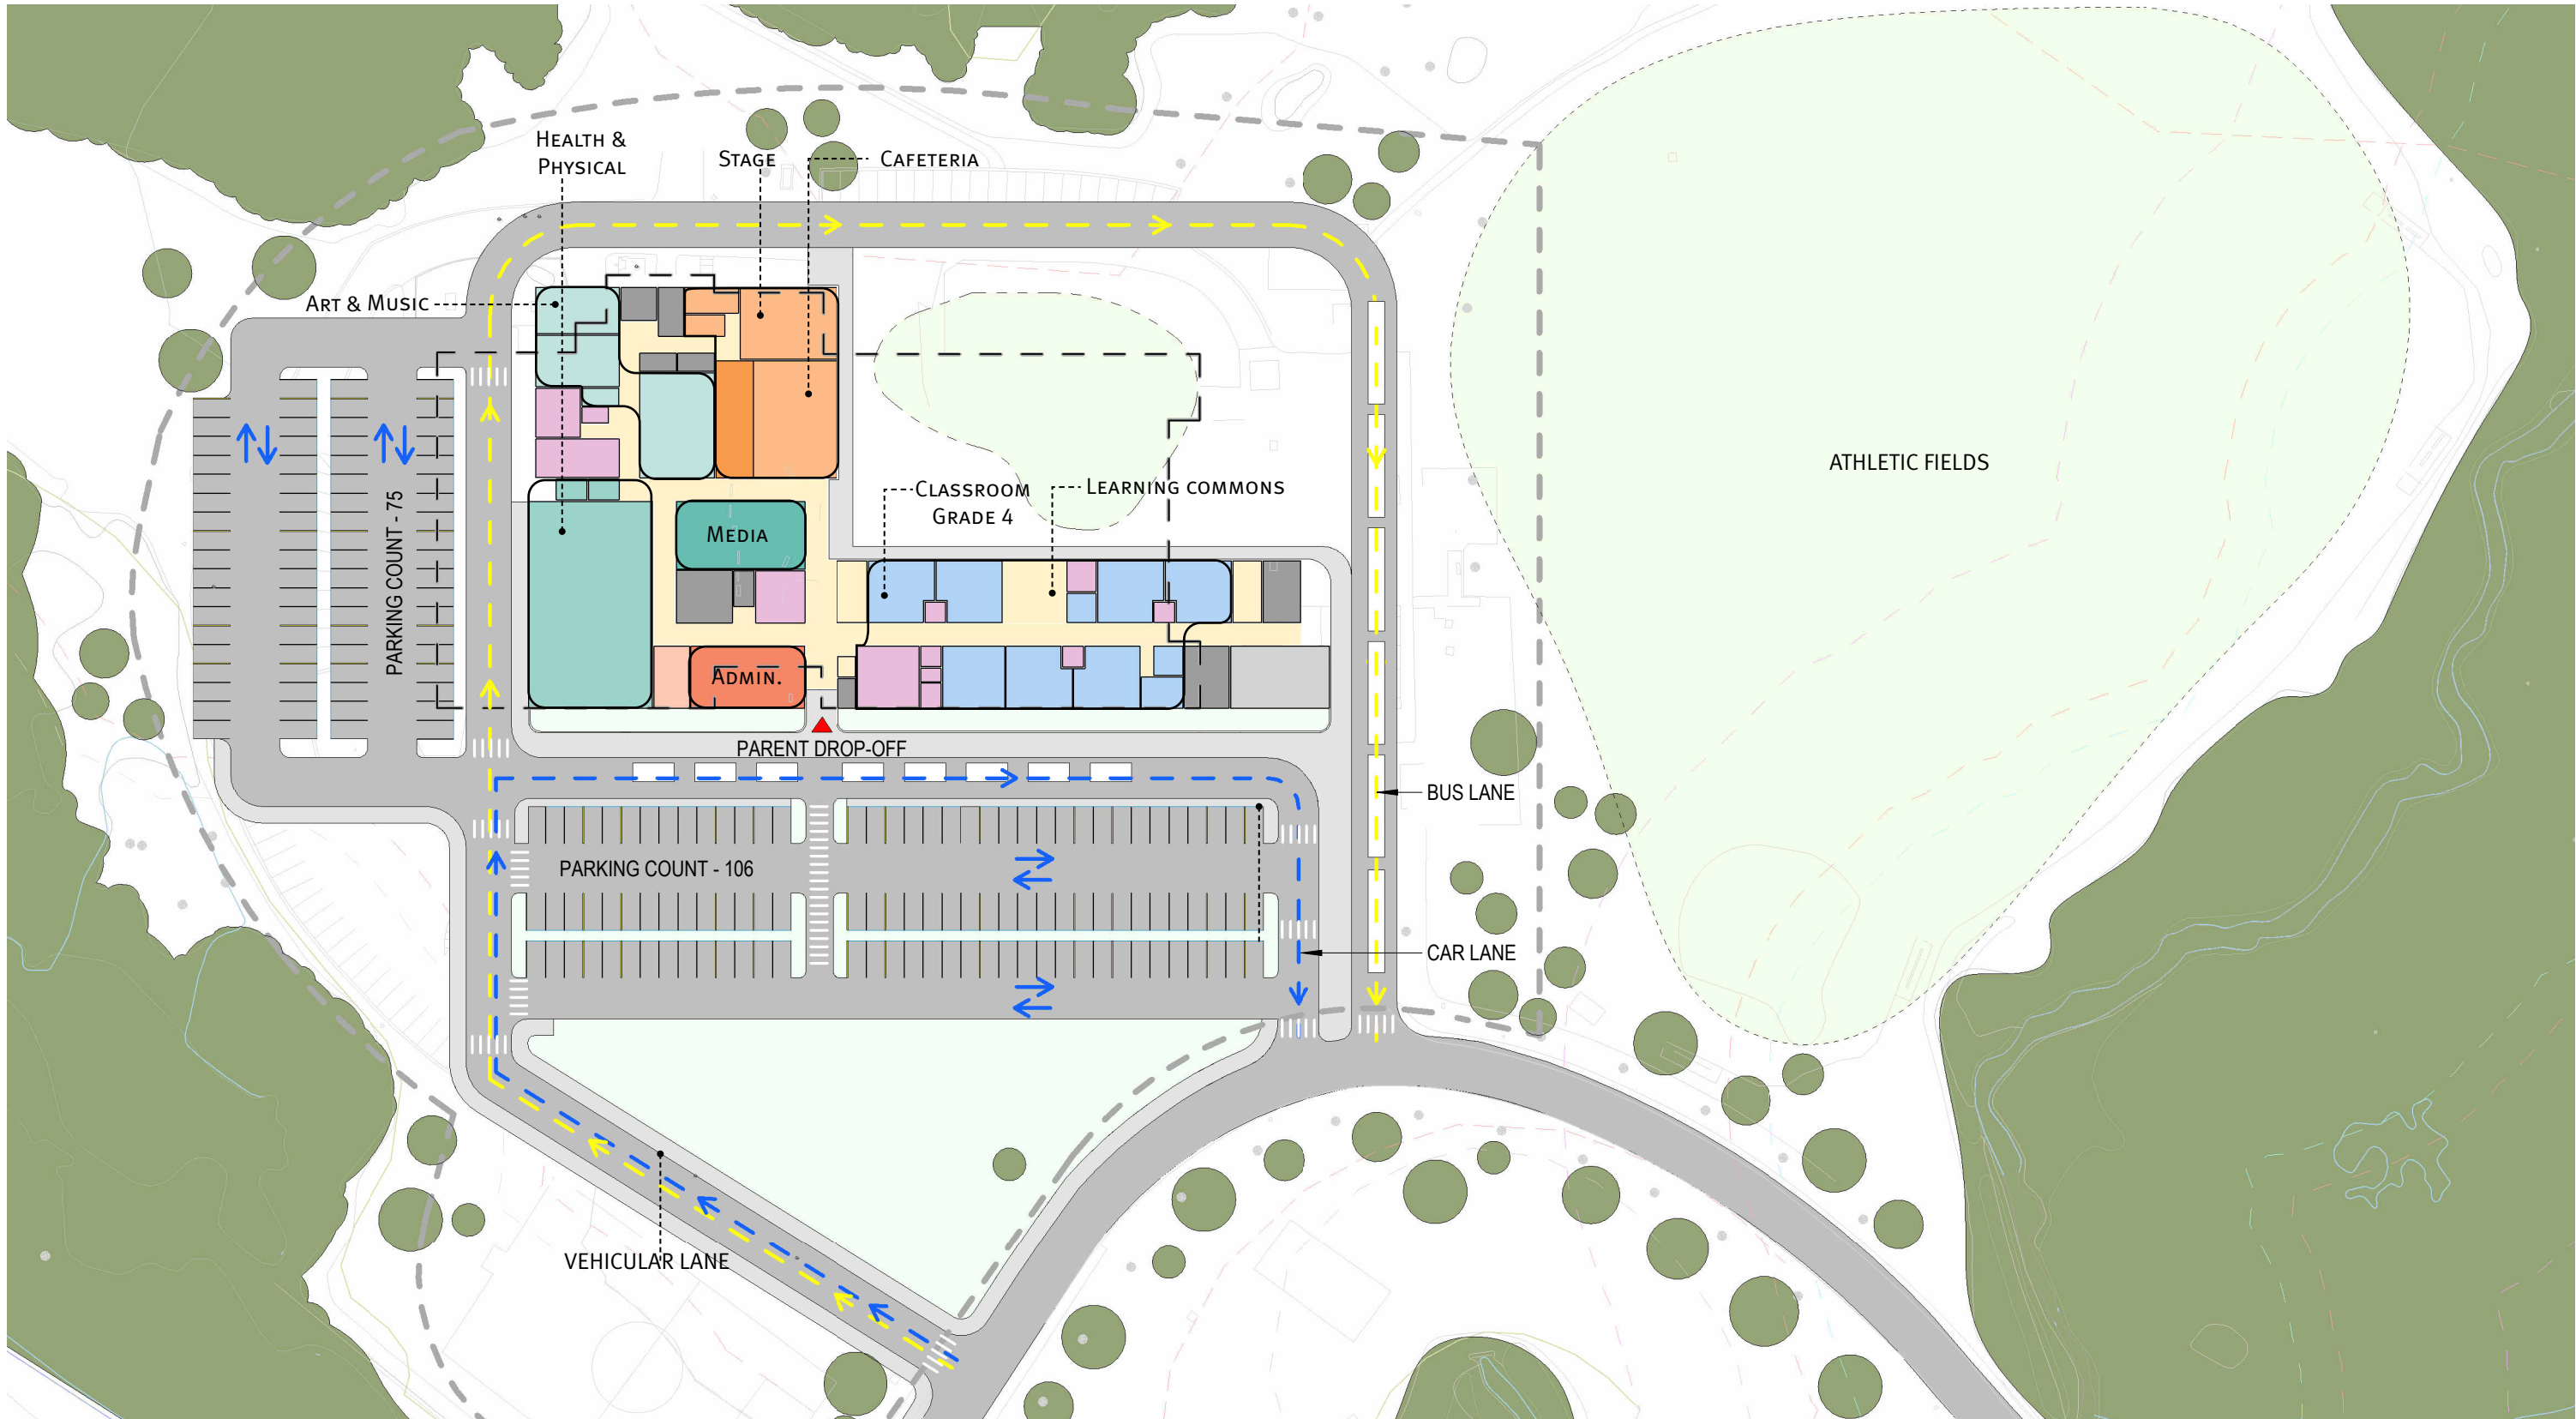 HEALTH &
PHYSICAL
STAGE
CAFETERIA
ART & MUSIC
ATHLETIC FIELDS
CLASSROOM
GRADE 4
LEARNING COMMONS
MEDIA
PARKING COUNT - 75
ADMIN.
PARENT DROP-OFF
BUS LANE
PARKING COUNT - 106
CAR LANE
VEHICULAR LANE